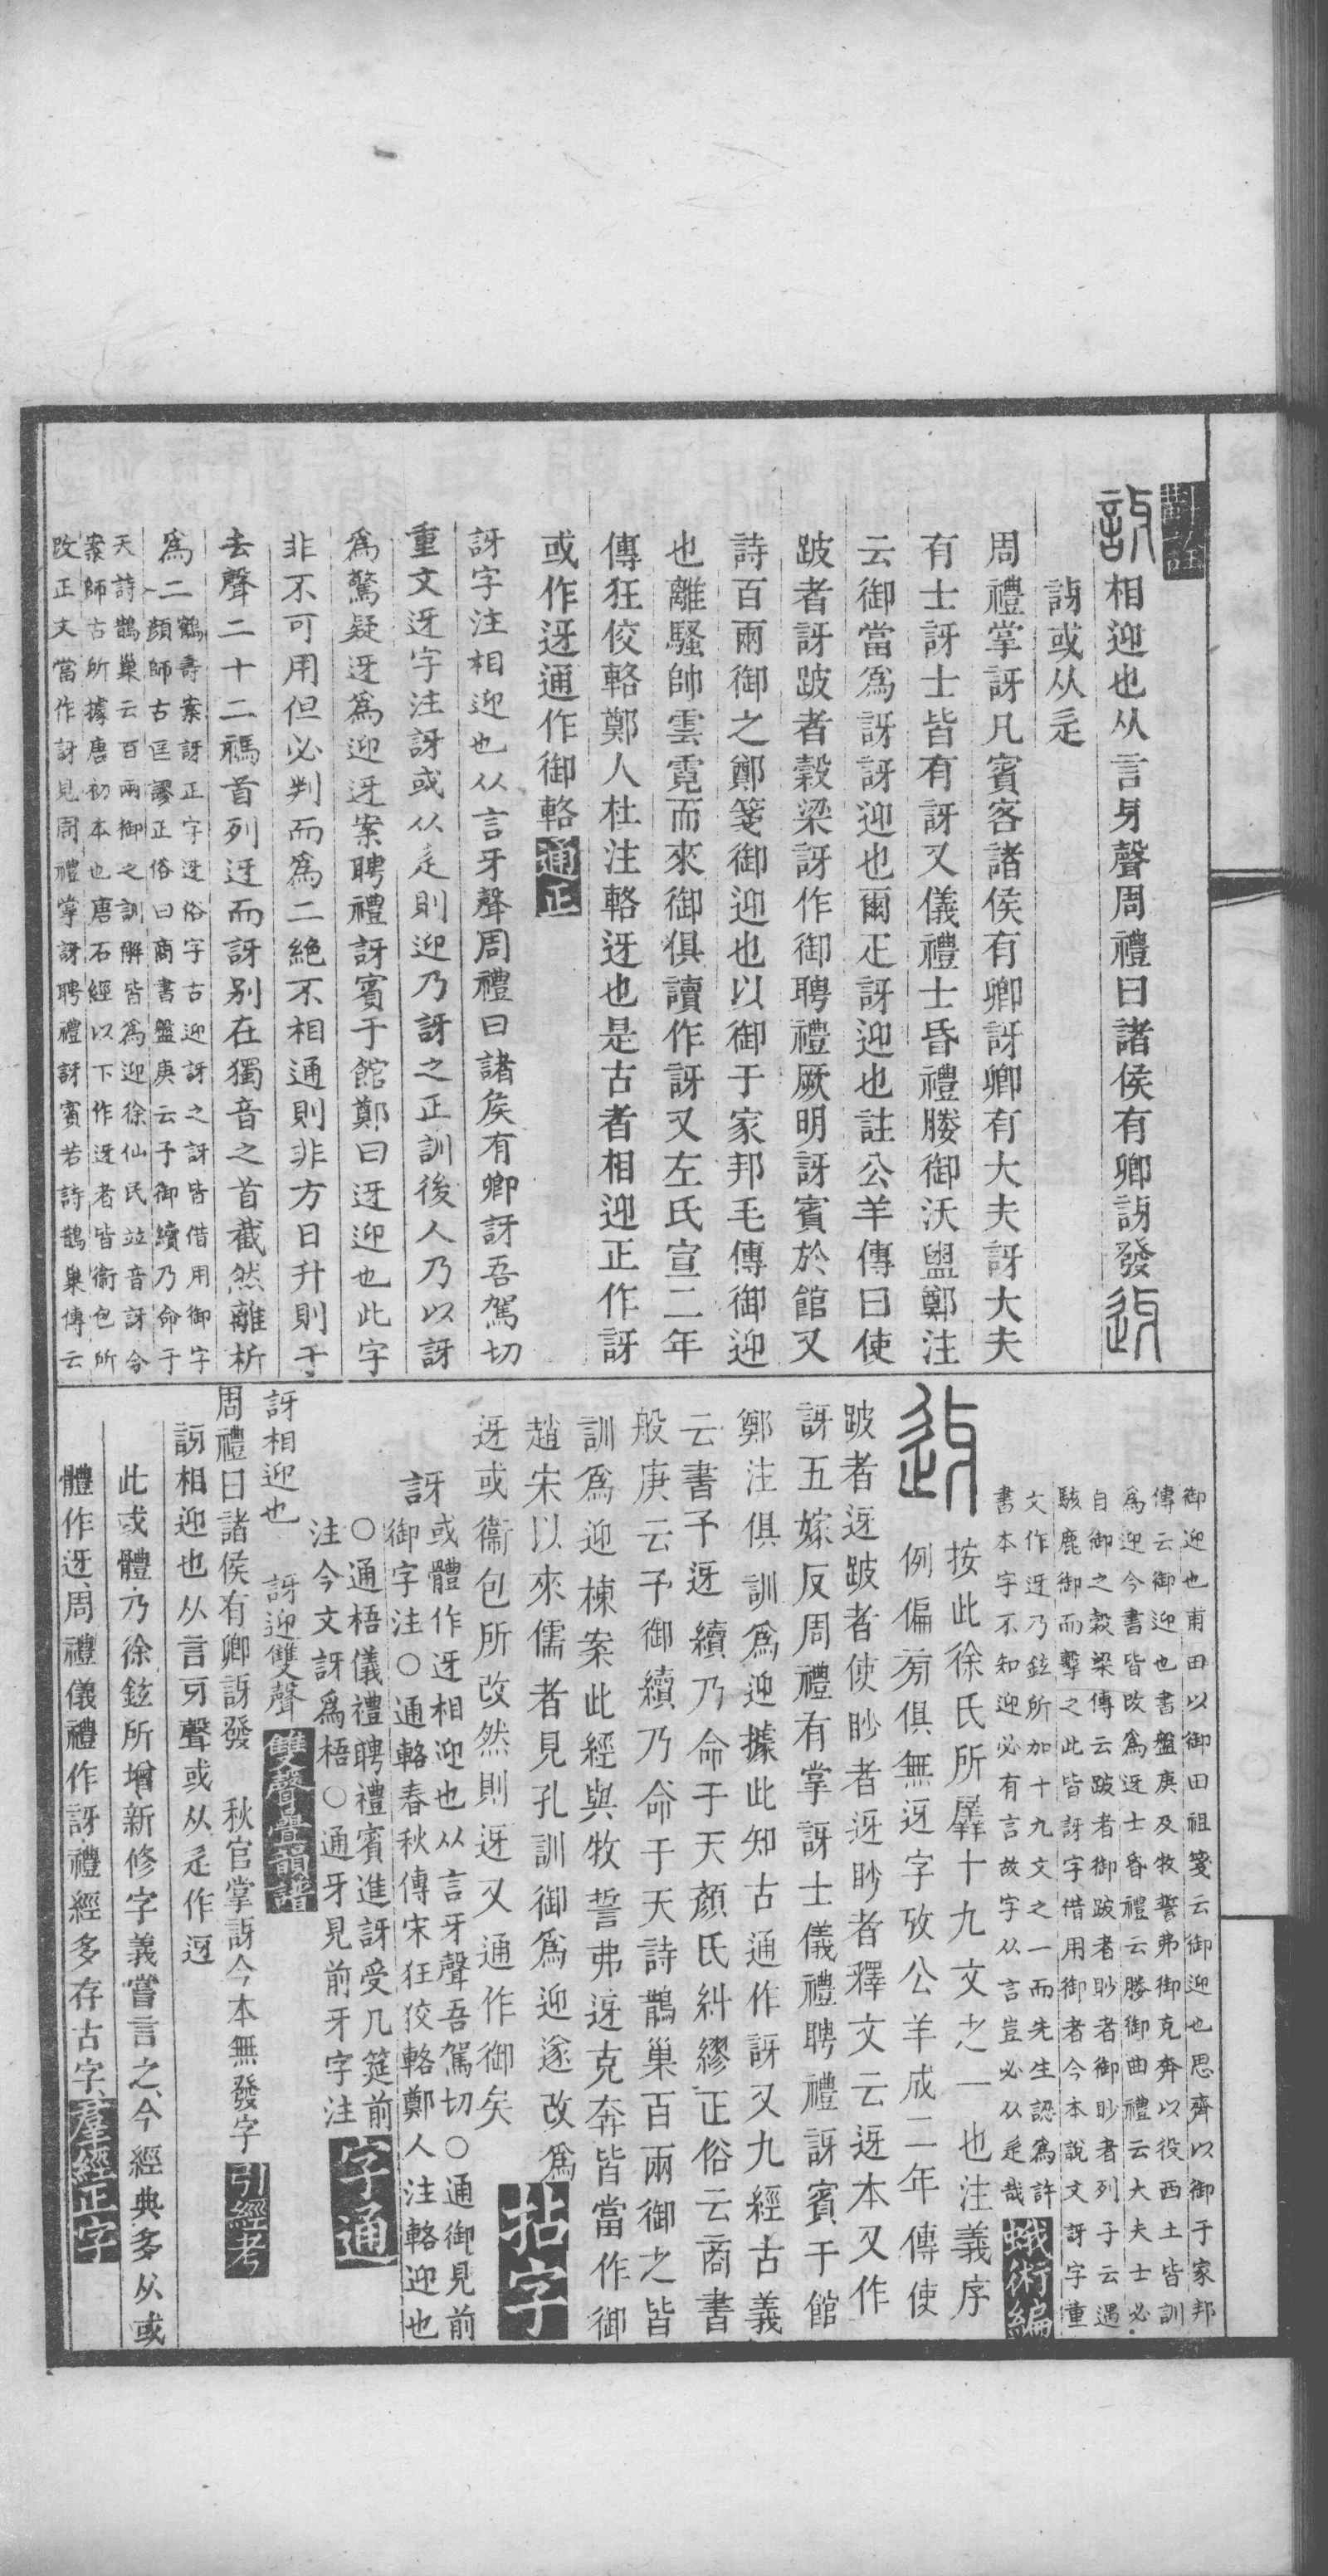 斠詮
訝相迎也从言牙聲周禮曰諸侯有卿訝發迓
訝或从辵
周禮掌訝凡賓客諸侯有卿訝卿有大夫訝大夫
有士訝士皆有訝又儀禮士昏禮媵御沃盥鄭注
云御當爲訝訝迎也爾疋訝迎也註公羊傳曰使
跛者訝跛者穀梁訝作御聘禮厥明訝賓於館又
詩百兩御之鄭箋御迎也以御于家邦毛傳御迎
也離騷帥雲霓而來御俱讀作訝又左氏宣二年
傳狂佼輅鄭人杜注輅迓也是古者相迎正作訝
或作迓通作御輅通正
訝字注相迎也从言牙聲周禮曰諸矦有卿訝吾駕切
重文迓字注訝或从辵則迎乃訝之正訓後人乃以訝
爲驚疑迓爲迎迓案聘禮訝賓于館鄭曰迓迎也此字
非不可用但必判而爲二絶不相通則非方日升則于
去聲二十二禡首列迓而訝别在獨音之首截然離析
爲二鶴壽案訝正字迓俗字古迎訝之訝皆借用御字
顏師古匡謬正俗曰商書盤庚云予御續乃命于
天詩鵲巢云百兩御之訓解皆爲迎徐仙民竝音訝今
案師古所據唐初本也唐石經以下作迓者皆衞包所
改正文當作訝見周禮掌訝聘禮訝賓若詩鵲巢傳云
御迎也甫田以御田祖箋云御迎也思齊以御于家邦
傳云御迎也書盤庚及牧誓弗御克奔以役西土皆訓
爲迎今書皆改爲迓士昏禮云媵御曲禮云大夫士必
自御之穀梁傳云跛者御跛者眇者御眇者列子云遇
駭鹿御而擊之此皆訝字借用御者今本說文訝字重
文作迓乃鉉所加十九文之一而先生認爲許
書本字不知迎必有言故字从言豈必从辵哉蛾術編
迓按此徐氏所羼十九文之一也注義序
例偏旁俱無迓字攷公羊成二年傳使
跛者迓跛者使眇者迓眇者釋文云迓本又作
訝五嫁反周禮有掌訝士儀禮聘禮訝賓于館
鄭注俱訓爲迎據此知古通作訝又九經古義
云書予迓續乃命于天顏氏糾繆正俗云商書
般庚云予御續乃命于天詩鵲巢百兩御之皆
訓爲迎棟案此經與牧誓弗迓克奔皆當作御
趙宋以來儒者見孔訓御爲迎遂改爲
迓或衞包所改然則迓又通作御矣拈字
訝或體作迓相迎也从言牙聲吾駕切○通御見前
御字注○通輅春秋傳宋狂狡輅鄭人注輅迎也
○通梧儀禮聘禮賓進訝受几筵前
注今文訝爲梧○通牙見前牙字注字通
訝相迎也　訝迎雙聲雙聲疊韻譜
周禮曰諸侯有卿訝發　秋官掌訝今本無發字引經考
訝相迎也从言牙聲或从辵作迓
此或體乃徐鉉所增新修字義嘗言之今經典多从或
體作迓周禮儀禮作訝禮經多存古字羣經正字